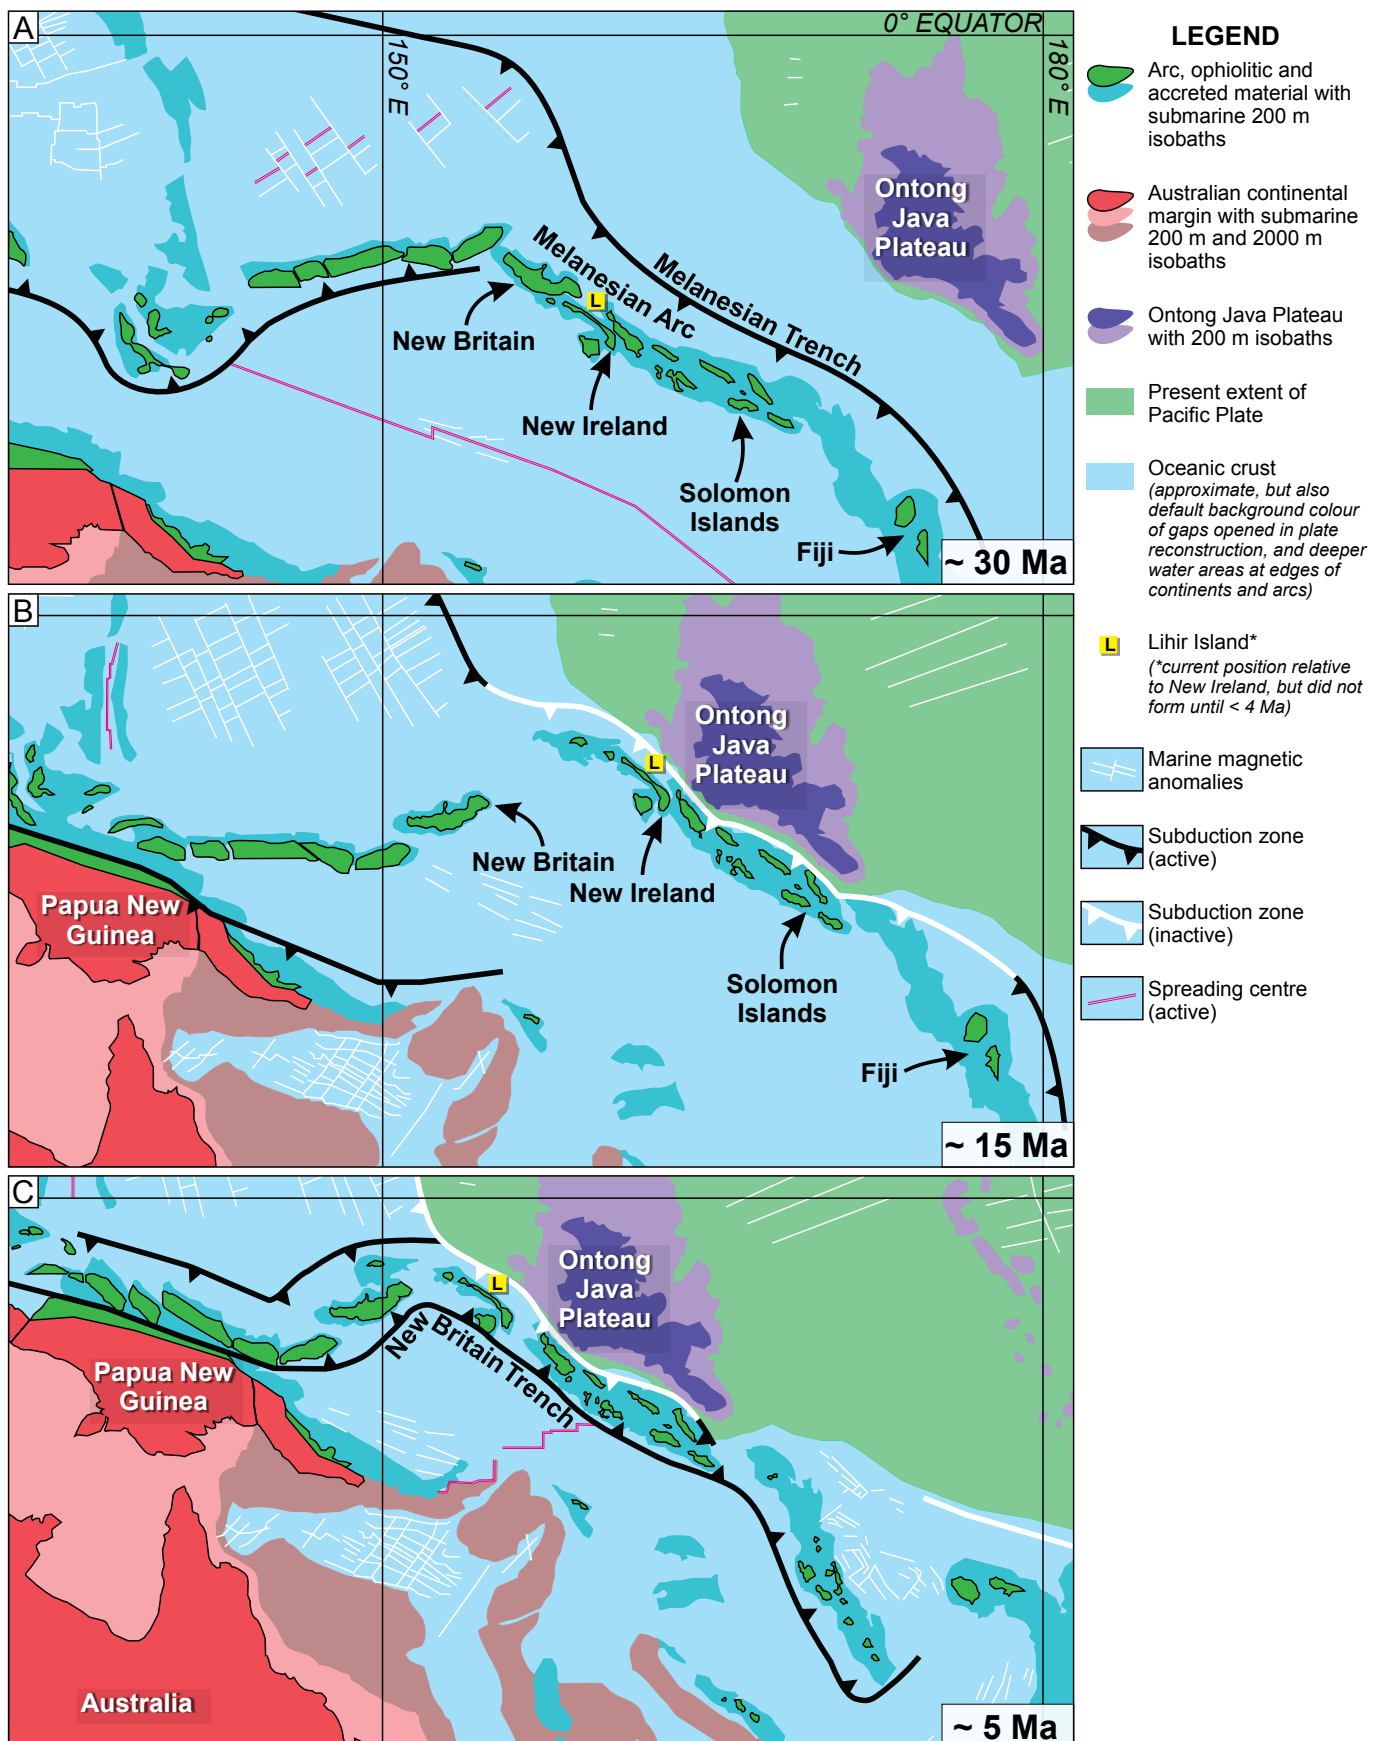 A
0° EQUATOR
150° E
180° E
Ontong
Java
Plateau
Melanesian Trench
Melanesian Arc
L
New Britain
New Ireland
Solomon
Islands
Fiji
~ 30 Ma
B
Ontong
Java
Plateau
L
New Britain
New Ireland
Papua New
Guinea
Solomon
Islands
Fiji
~ 15 Ma
C
Ontong
Java
Plateau
L
New Britain Trench
Papua New
Guinea
Australia
~ 5 Ma
LEGEND
Arc, ophiolitic and
accreted material with
submarine 200 m
isobaths
Australian continental
margin with submarine
200 m and 2000 m
isobaths
Ontong Java Plateau
with 200 m isobaths
Present extent of
Pacific Plate
Oceanic crust
(approximate, but also
default background colour
of gaps opened in plate
reconstruction, and deeper
water areas at edges of
continents and arcs)
L
Lihir Island*
(*current position relative
to New Ireland, but did not
form until < 4 Ma)
Marine magnetic
anomalies
Subduction zone
(active)
Subduction zone
(inactive)
Spreading centre
(active)